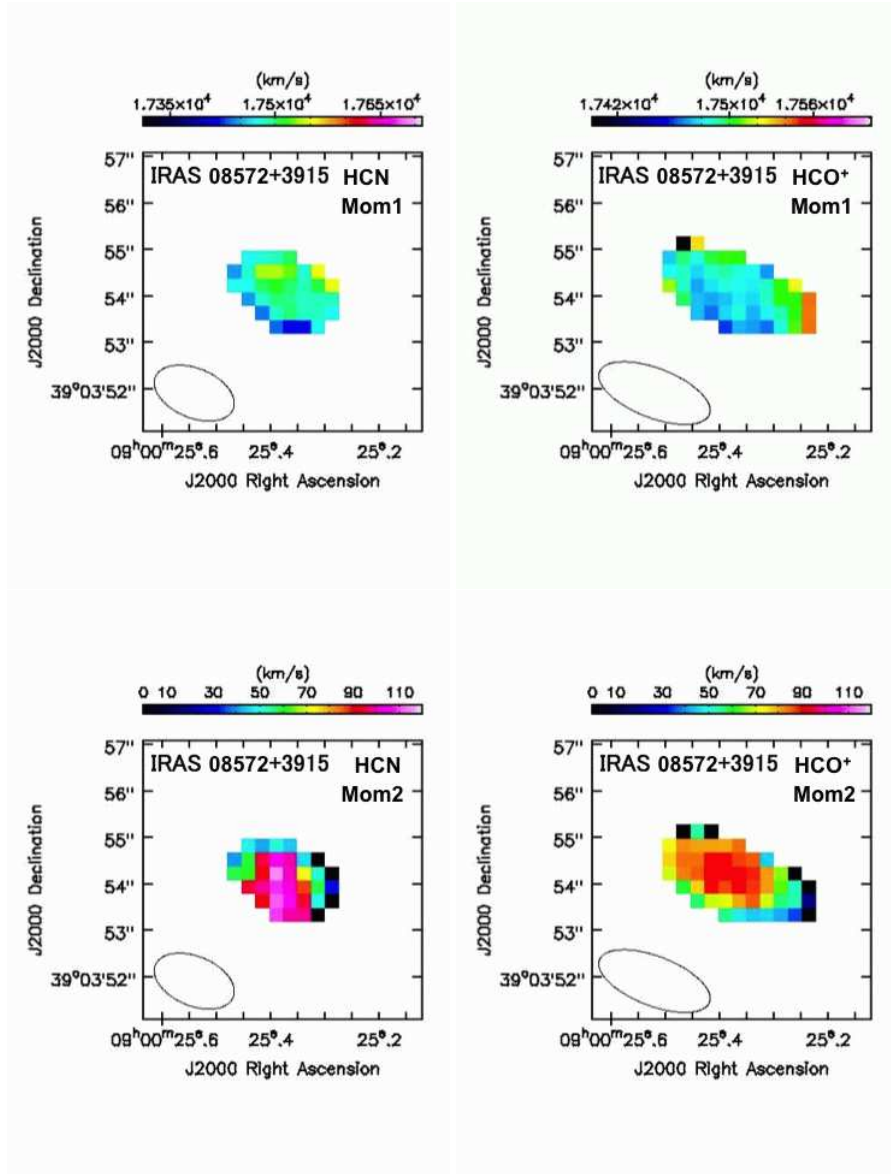 (km/s)
1.735×10⁴ 1.75×10⁴ 1.765×10⁴
IRAS 08572+3915 HCN
Mom1
57"
56"
55"
54"
53"
39°03'52"
J2000 Declination
09ʰ00ᵐ25ˢ.6 25ˢ.4 25ˢ.2
J2000 Right Ascension
(km/s)
1.742×10⁴ 1.75×10⁴ 1.756×10⁴
IRAS 08572+3915 HCO⁺
Mom1
57"
56"
55"
54"
53"
39°03'52"
J2000 Declination
09ʰ00ᵐ25ˢ.6 25ˢ.4 25ˢ.2
J2000 Right Ascension
(km/s)
0 10 30 50 70 90 110
IRAS 08572+3915 HCN
Mom2
57"
56"
55"
54"
53"
39°03'52"
J2000 Declination
09ʰ00ᵐ25ˢ.6 25ˢ.4 25ˢ.2
J2000 Right Ascension
(km/s)
0 10 30 50 70 90 110
IRAS 08572+3915 HCO⁺
Mom2
57"
56"
55"
54"
53"
39°03'52"
J2000 Declination
09ʰ00ᵐ25ˢ.6 25ˢ.4 25ˢ.2
J2000 Right Ascension